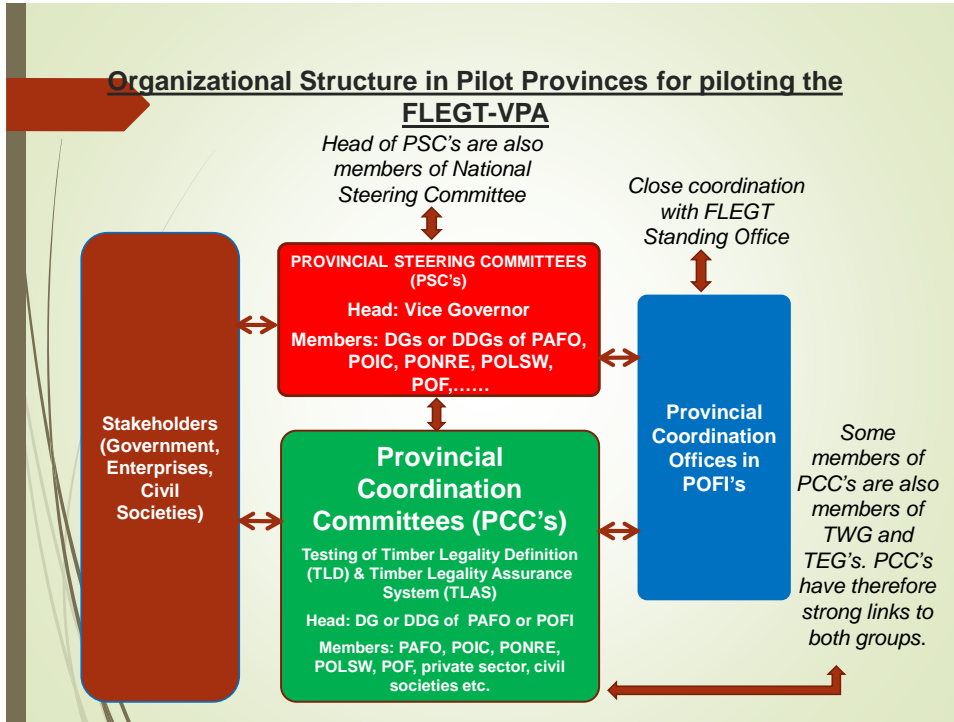 Organizational Structure in Pilot Provinces for piloting the
FLEGT-VPA
Head of PSC's are also
members of National
Steering Committee
Close coordination
with FLEGT
Standing Office
PROVINCIAL STEERING COMMITTEES
(PSC's)
Head: Vice Governor
Members: DGs or DDGs of PAFO,
POIC, PONRE, POLSW,
POF,......
Stakeholders
(Government,
Enterprises,
Civil
Societies)
Provincial
Coordination
Committees (PCC's)
Testing of Timber Legality Definition
(TLD) & Timber Legality Assurance
System (TLAS)
Head: DG or DDG of PAFO or POFI
Members: PAFO, POIC, PONRE,
POLSW, POF, private sector, civil
societies etc.
Provincial
Coordination
Offices in
POFI's
Some
members of
PCC's are also
members of
TWG and
TEG's. PCC's
have therefore
strong links to
both groups.